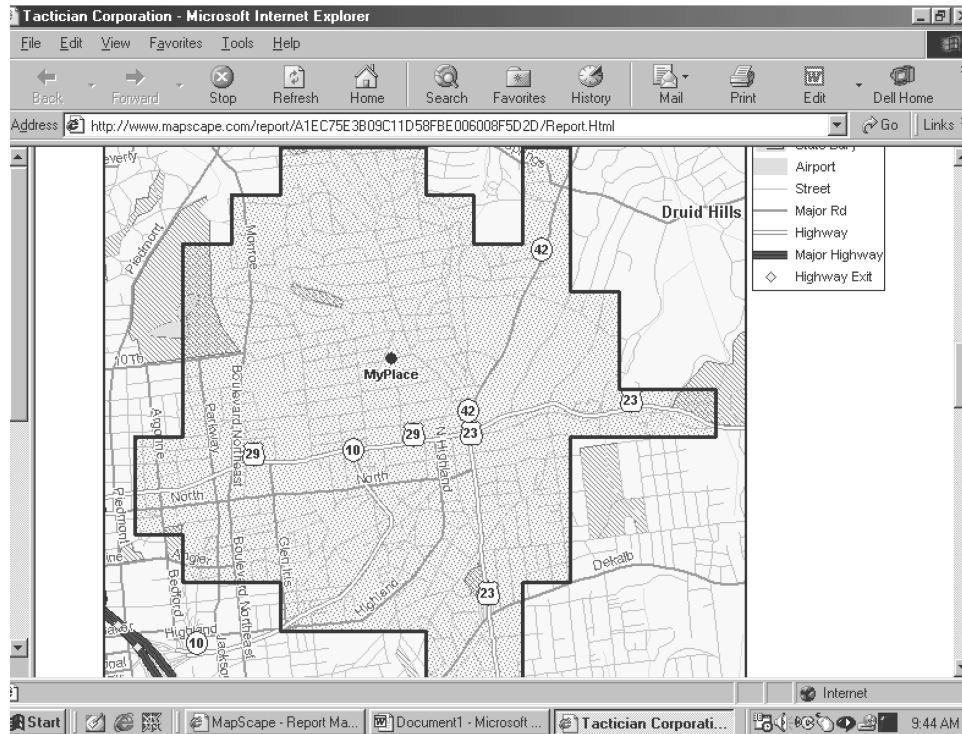 Tactician Corporation - Microsoft Internet Explorer
File Edit View Favorites Tools Help
Back Forward Stop Refresh Home Search Favorites History Mail Print Edit Dell Home
Address http://www.mapscape.com/report/A1EC75E3B09C11D58FBE006008F5D2D/Report.Html Go Links
Airport
Street
Major Rd
Highway
Major Highway
Highway Exit
Druid Hills
Piedmont
Monroe
42
10Th
MyPlace
Argonne
Parkway
Boulevard Northeast
23
42
29
23
N Highland
29
10
North
North
Piedmont
Angier
Glen Iris
Dekalb
Bedford
Boulevard Northeast
Highland
23
Highland
10
Jackson
Start MapScape - Report Ma... Document1 - Microsoft ... Tactician Corporati... 9:44 AM
Internet